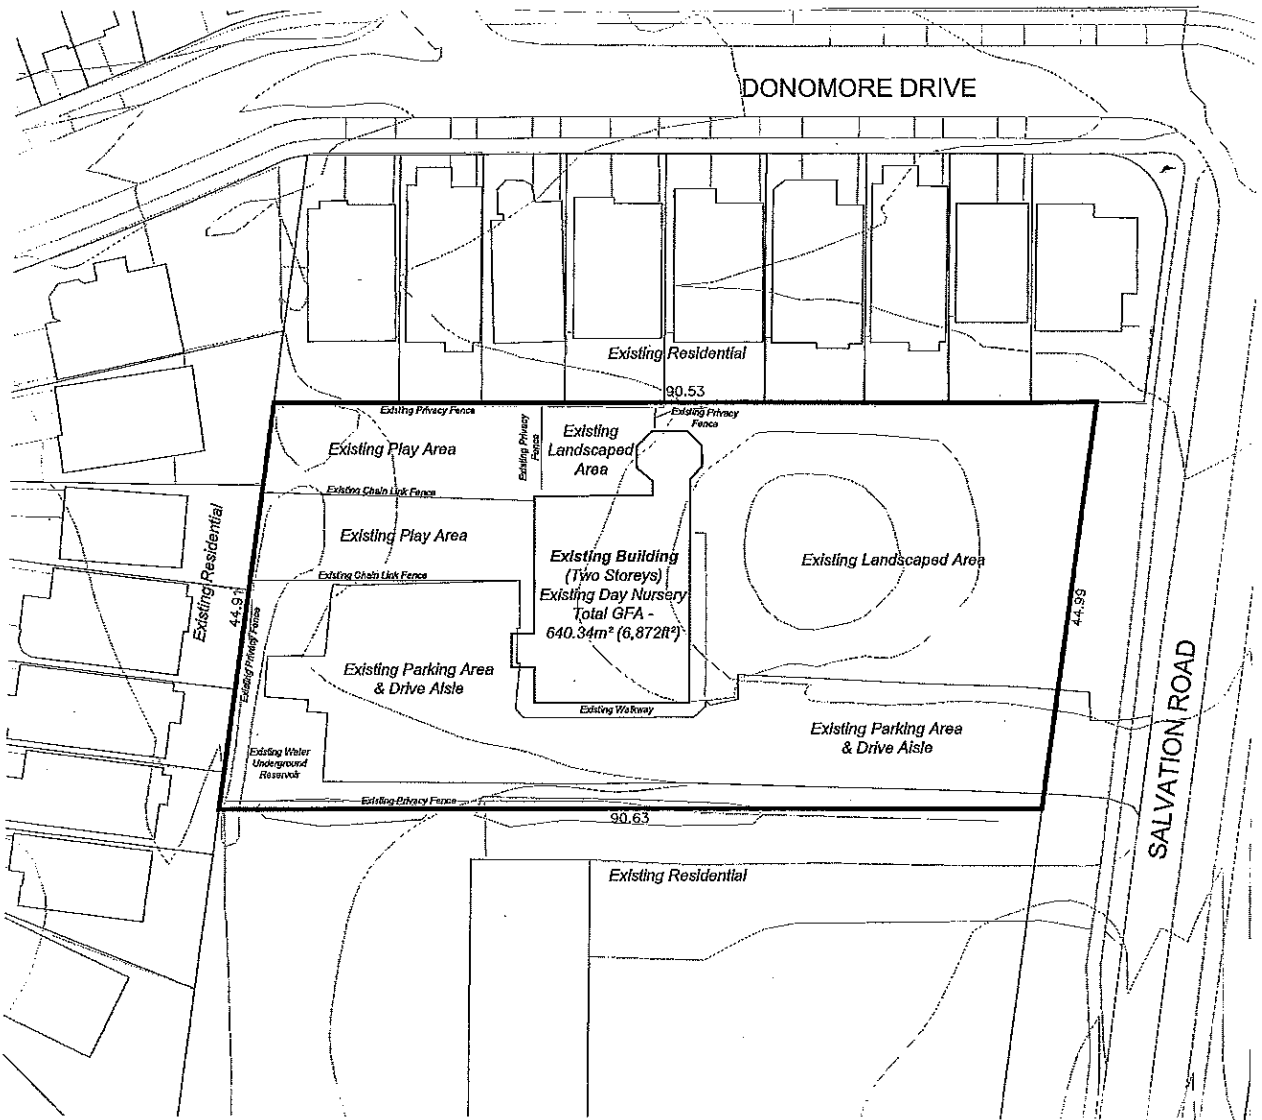 DONOMORE DRIVE
Existing Residential
90.53
Existing Privacy Fence
Existing Privacy
Fence
Existing Privacy
Fence
Existing
Landscaped
Area
Existing Play Area
Existing Chain Link Fence
Existing Play Area
Existing Residential
44.91
Existing Privacy Fence
Existing Chain Link Fence
Existing Building
(Two Storeys)
Existing Day Nursery
Total GFA -
640.34m² (6,872ft²)
Existing Landscaped Area
44.99
Existing Parking Area
& Drive Aisle
Existing Walkway
Existing Parking Area
& Drive Aisle
Existing Water
Underground
Reservoir
Existing Privacy Fence
90.63
SALVATION ROAD
Existing Residential